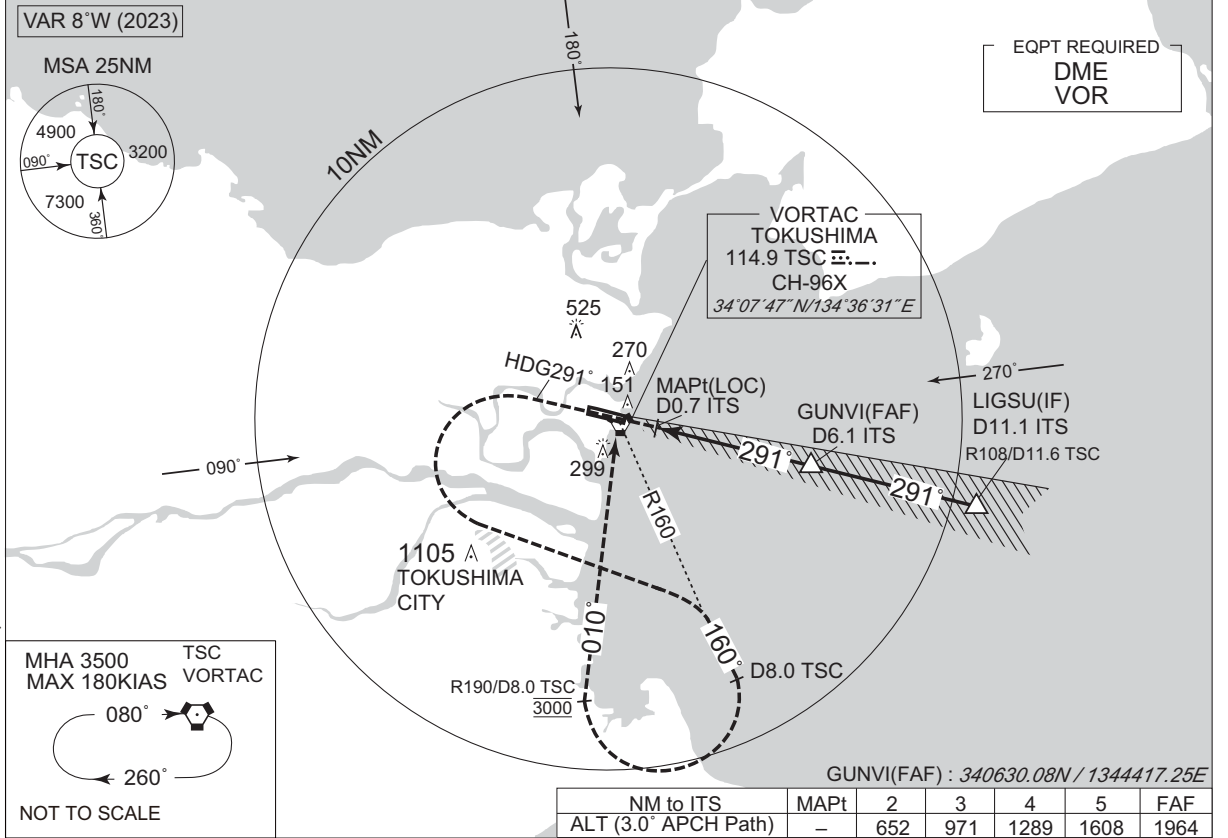 VAR 8˚W (2023)
MSA 25NM
180˚
4900
3200
090˚
TSC
7300
360˚
180˚
EQPT REQUIRED
DME
VOR
10NM
VORTAC
TOKUSHIMA
114.9 TSC
CH-96X
34˚07´47˝N/134˚36´31˝E
525
270
151
HDG291˚
MAPt(LOC)
D0.7 ITS
270˚
GUNVI(FAF)
D6.1 ITS
LIGSU(IF)
D11.1 ITS
R108/D11.6 TSC
291˚
291˚
299
090˚
R160
1105
TOKUSHIMA
CITY
010˚
160˚
D8.0 TSC
R190/D8.0 TSC
3000
MHA 3500
MAX 180KIAS
TSC
VORTAC
080˚
260˚
NOT TO SCALE
GUNVI(FAF) : 340630.08N / 1344417.25E
NM to ITS MAPt 2 3 4 5 FAF
ALT (3.0˚ APCH Path) – 652 971 1289 1608 1964